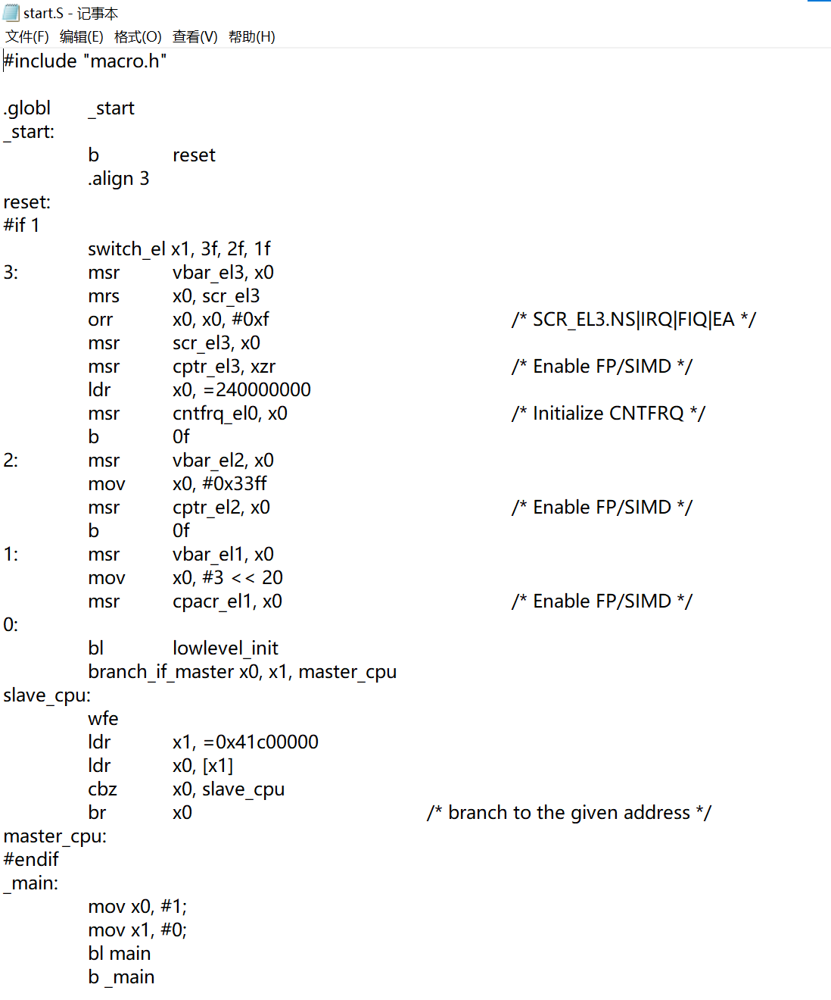 start.S - 记事本
文件(F) 编辑(E) 格式(O) 查看(V) 帮助(H)
#include "macro.h"
.globl _start
_start:
b reset
.align 3
reset:
#if 1
switch_el x1, 3f, 2f, 1f
3: msr vbar_el3, x0
mrs x0, scr_el3
orr x0, x0, #0xf /* SCR_EL3.NS|IRQ|FIQ|EA */
msr scr_el3, x0
msr cptr_el3, xzr /* Enable FP/SIMD */
ldr x0, =240000000
msr cntfrq_el0, x0 /* Initialize CNTFRQ */
b 0f
2: msr vbar_el2, x0
mov x0, #0x33ff
msr cptr_el2, x0 /* Enable FP/SIMD */
b 0f
1: msr vbar_el1, x0
mov x0, #3 << 20
msr cpacr_el1, x0 /* Enable FP/SIMD */
0:
bl lowlevel_init
branch_if_master x0, x1, master_cpu
slave_cpu:
wfe
ldr x1, =0x41c00000
ldr x0, [x1]
cbz x0, slave_cpu
br x0 /* branch to the given address */
master_cpu:
#endif
_main:
mov x0, #1;
mov x1, #0;
bl main
b _main